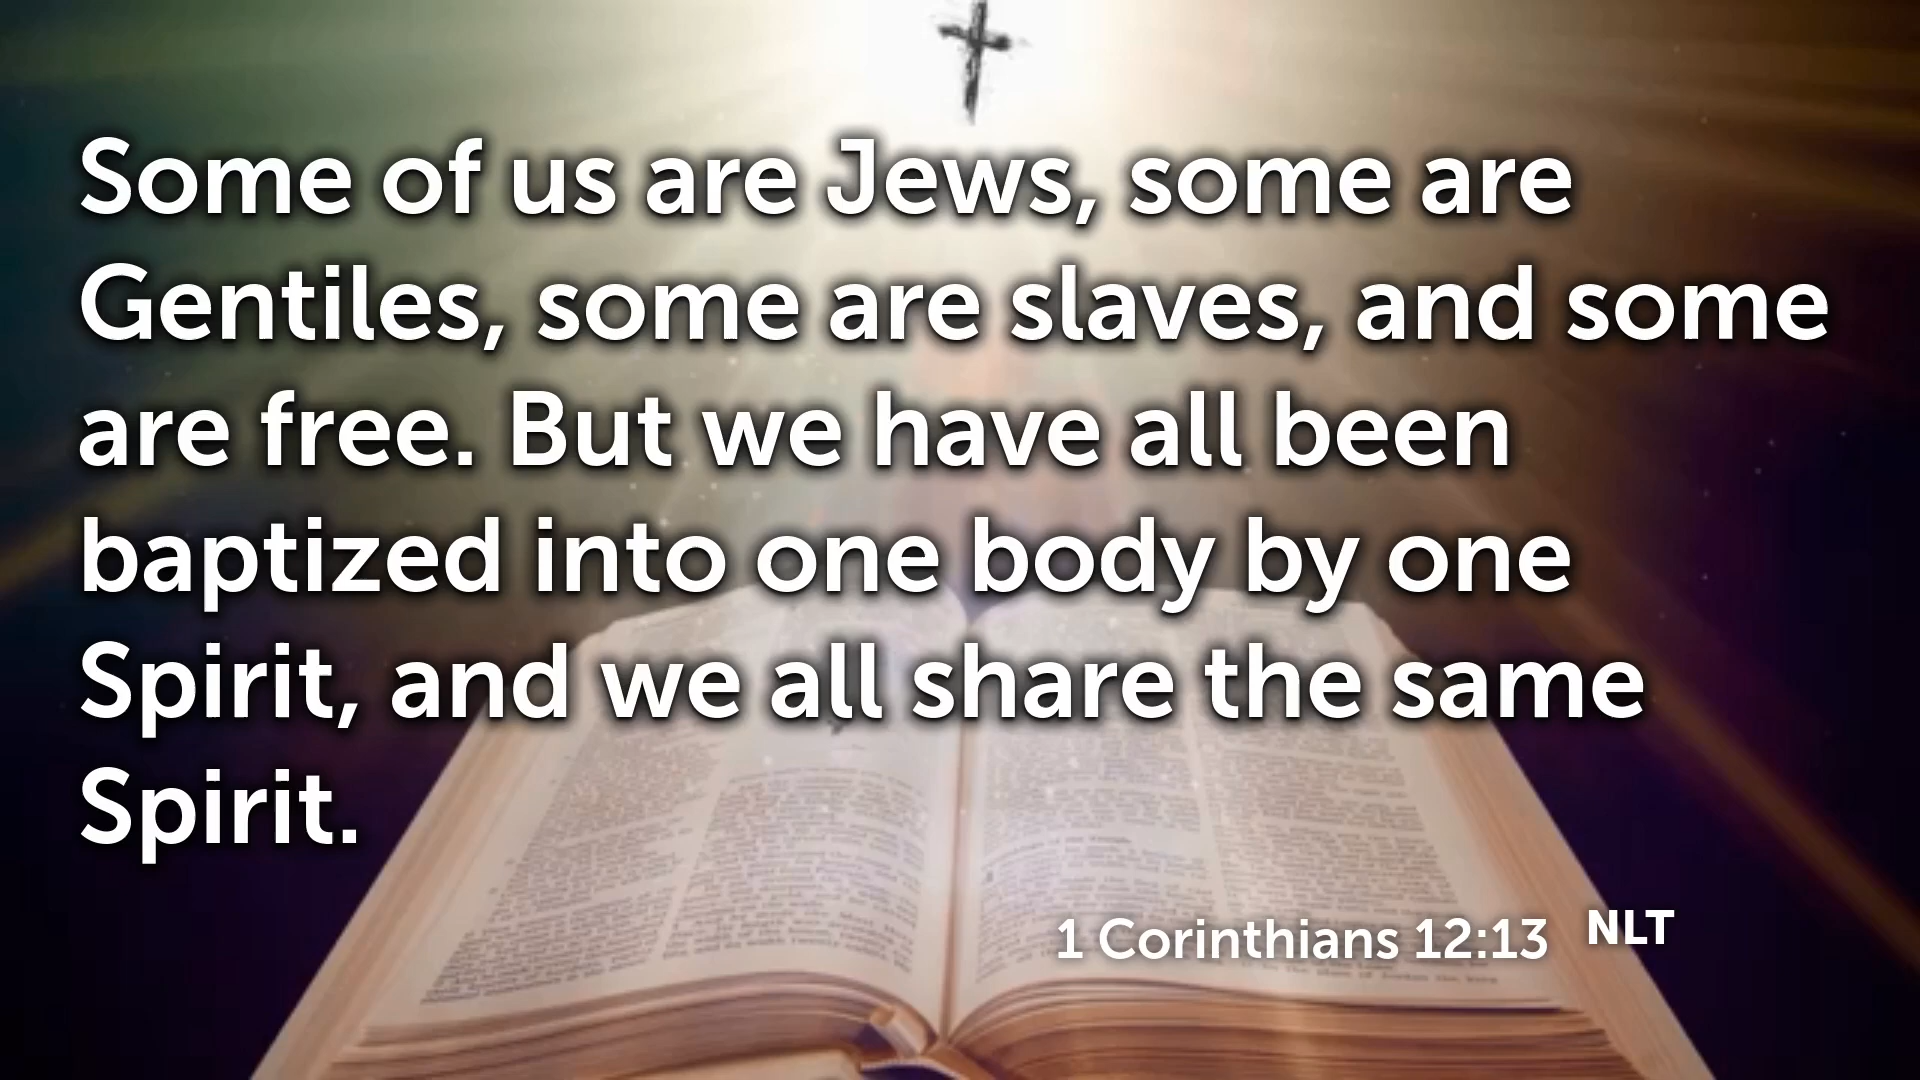 Some of us are Jews, some are
Gentiles, some are slaves, and some
are free. But we have all been
baptized into one body by one
Spirit, and we all share the same
Spirit.
1 Corinthians 12:13 NLT